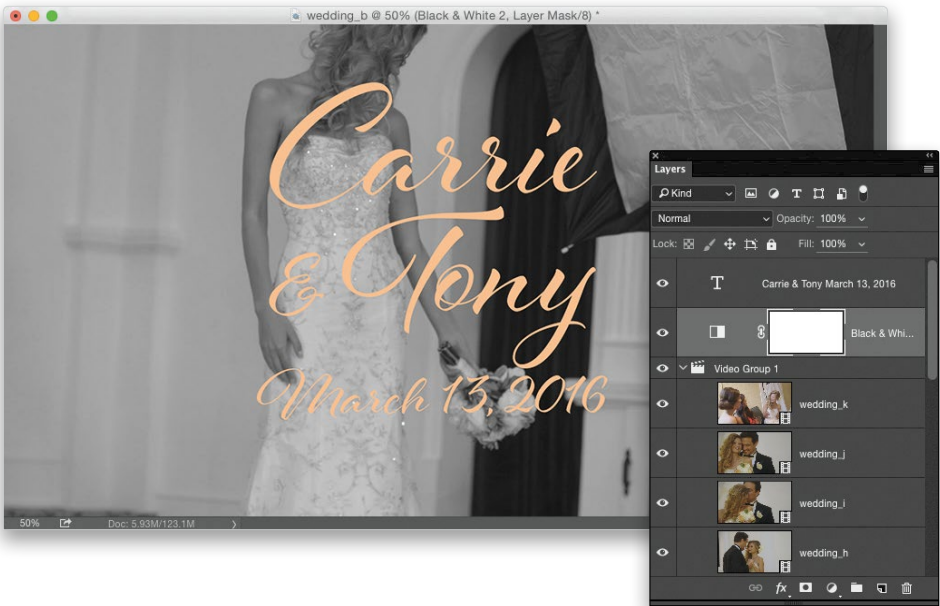 wedding_b @ 50% (Black & White 2, Layer Mask/8) *
Carrie
& Tony
March 13, 2016
50%
Doc: 5.93M/123.1M
Layers
Kind
Normal
Opacity: 100%
Lock:
Fill: 100%
T Carrie & Tony March 13, 2016
Black & Whi...
Video Group 1
wedding_k
wedding_j
wedding_i
wedding_h
fx